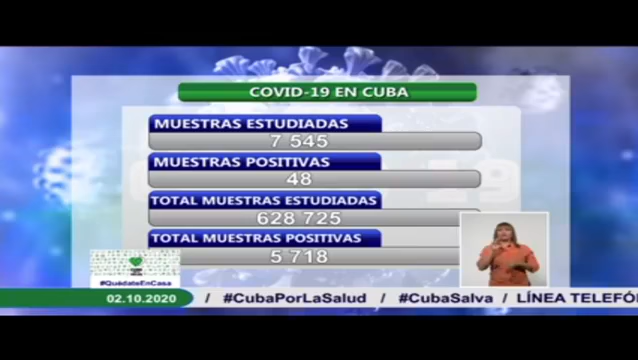 COVID-19 EN CUBA
MUESTRAS ESTUDIADAS
7 545
MUESTRAS POSITIVAS
48
TOTAL MUESTRAS ESTUDIADAS
628 725
TOTAL MUESTRAS POSITIVAS
5 718
#QuédateEnCasa
02.10.2020 / #CubaPorLaSalud / #CubaSalva / LÍNEA TELEFÓ